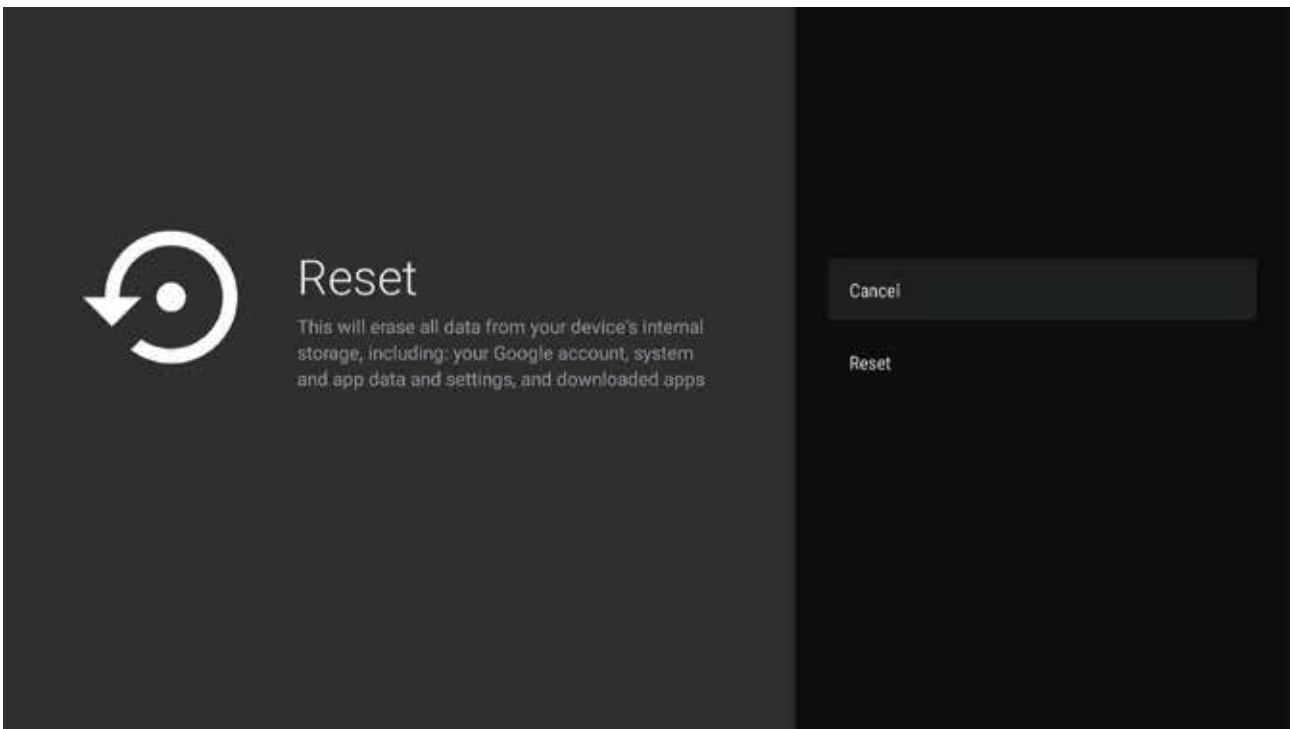 Reset
This will erase all data from your device's internal
storage, including: your Google account, system
and app data and settings, and downloaded apps
Cancel
Reset